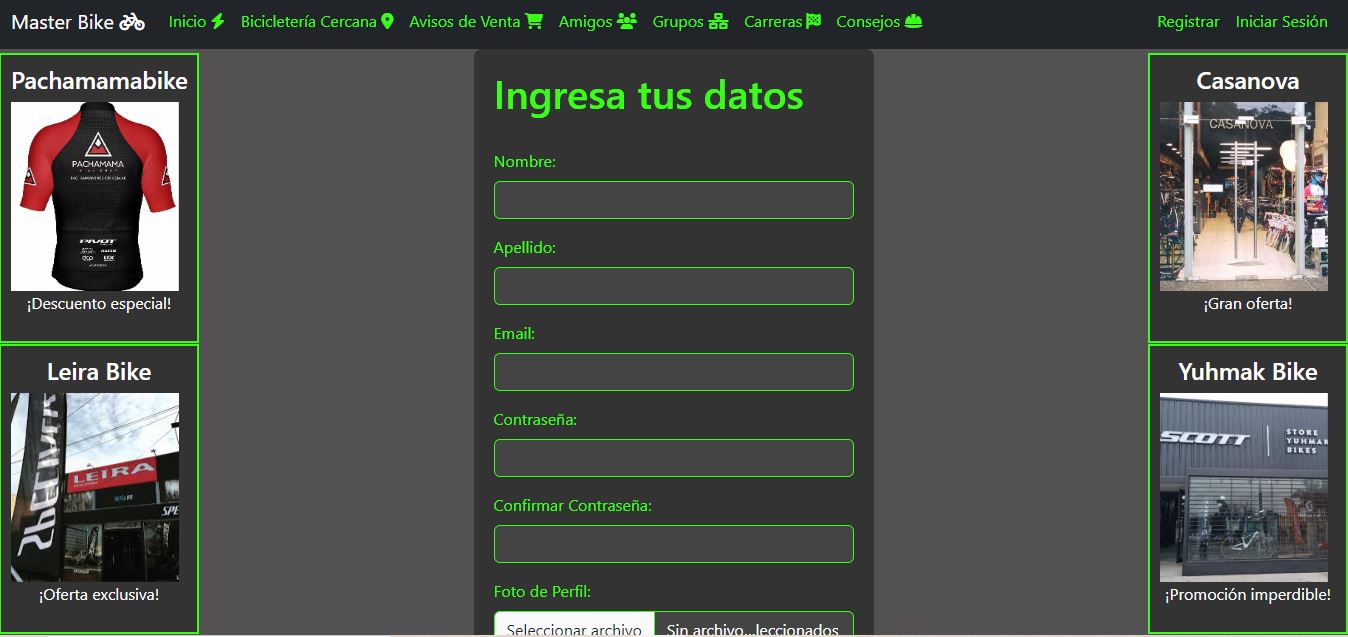 Master Bike Inicio Bicicletería Cercana Avisos de Venta Amigos Grupos Carreras Consejos Registrar Iniciar Sesión
Pachamamabike
PACHAMAMA
PIVOT
¡Descuento especial!
Leira Bike
LEIRA
SPE
¡Oferta exclusiva!
Ingresa tus datos
Nombre:
Apellido:
Email:
Contraseña:
Confirmar Contraseña:
Foto de Perfil:
Seleccionar archivo Sin archivo...leccionados
Casanova
CASANOVA
¡Gran oferta!
Yuhmak Bike
SCOTT
STORE
YUHMAK
BIKES
¡Promoción imperdible!